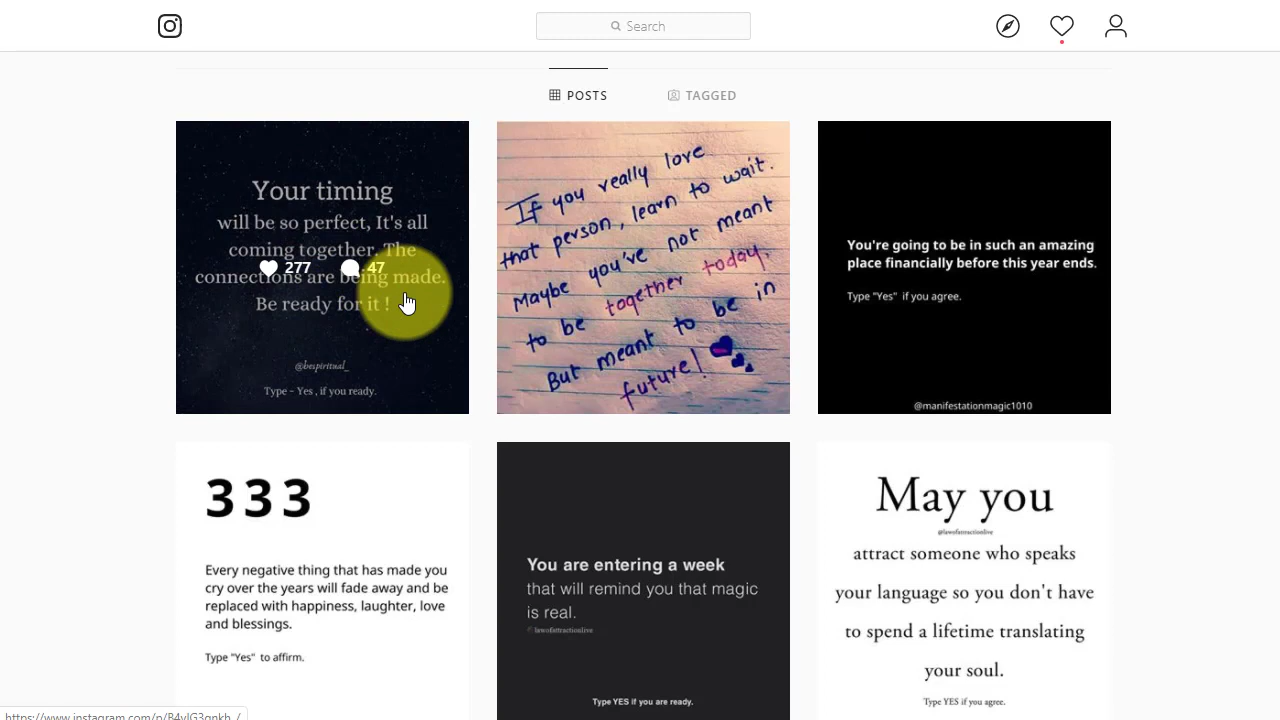 Search
POSTS
TAGGED
Your timing
will be so perfect, It's all
coming together. The
connections are being made.
Be ready for it !
277
47
@bespiritual_
Type - Yes , if you ready.
If you really love
that person, learn to wait.
Maybe you've not meant
to be together today.
But meant to be in
future!
You're going to be in such an amazing
place financially before this year ends.
Type "Yes" if you agree.
@manifestationmagic1010
333
Every negative thing that has made you
cry over the years will fade away and be
replaced with happiness, laughter, love
and blessings.
Type "Yes" to affirm.
You are entering a week
that will remind you that magic
is real.
lawofattractionlive
Type YES if you are ready.
May you
@lawofattractionlive
attract someone who speaks
your language so you don't have
to spend a lifetime translating
your soul.
Type YES if you agree.